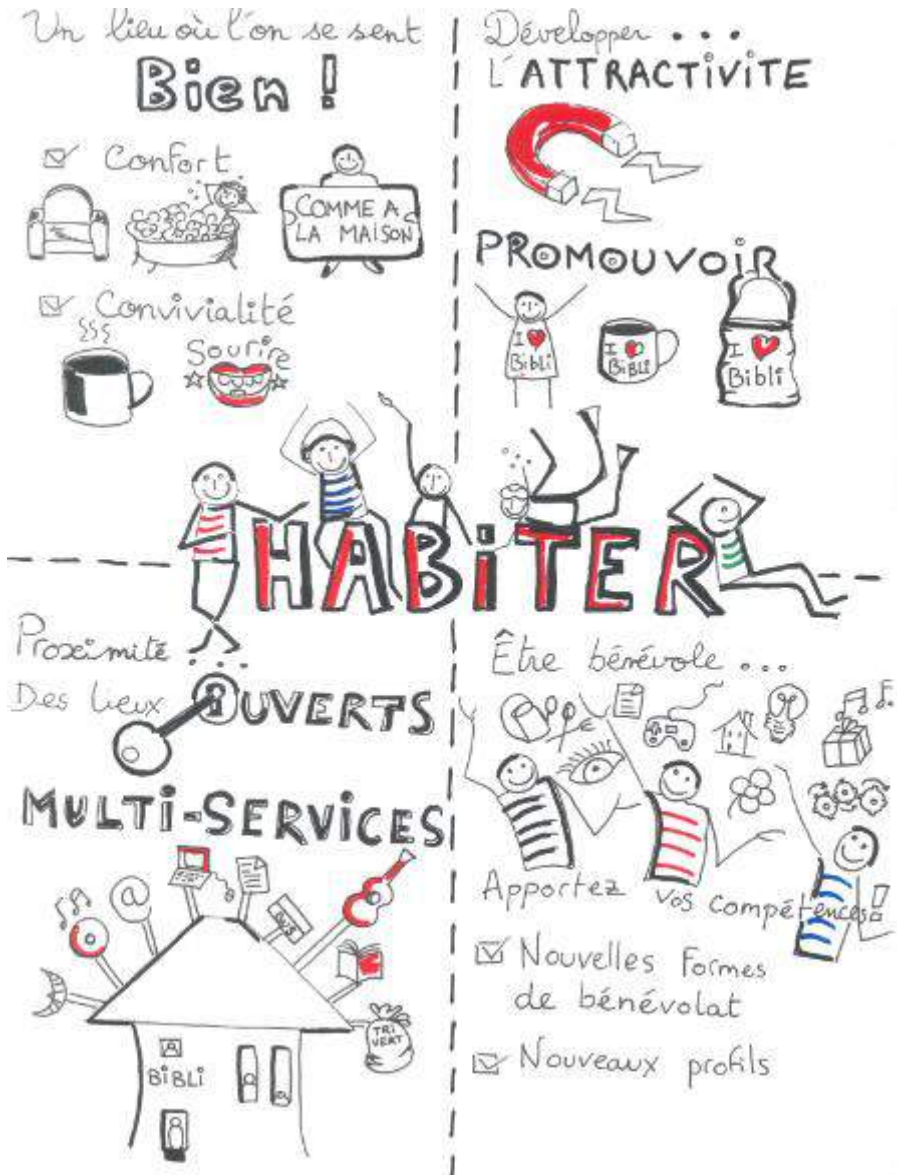 Un lieu où l'on se sent
Bien !
Confort
COMME A
LA MAISON
Convivialité
Sourire
Développer ...
L'ATTRACTIVITE
PROMOUVOIR
I ❤
Bibli
I ❤
BIBLI
I ❤
Bibli
HABiTER
Proximité ...
Des lieux OUVERTS
MULTi-SERVICES
@
BUS
TRI
VERT
BiBLi
Être bénévole ...
Apportez vos compétences!
Nouvelles Formes
de bénévolat
Nouveaux profils